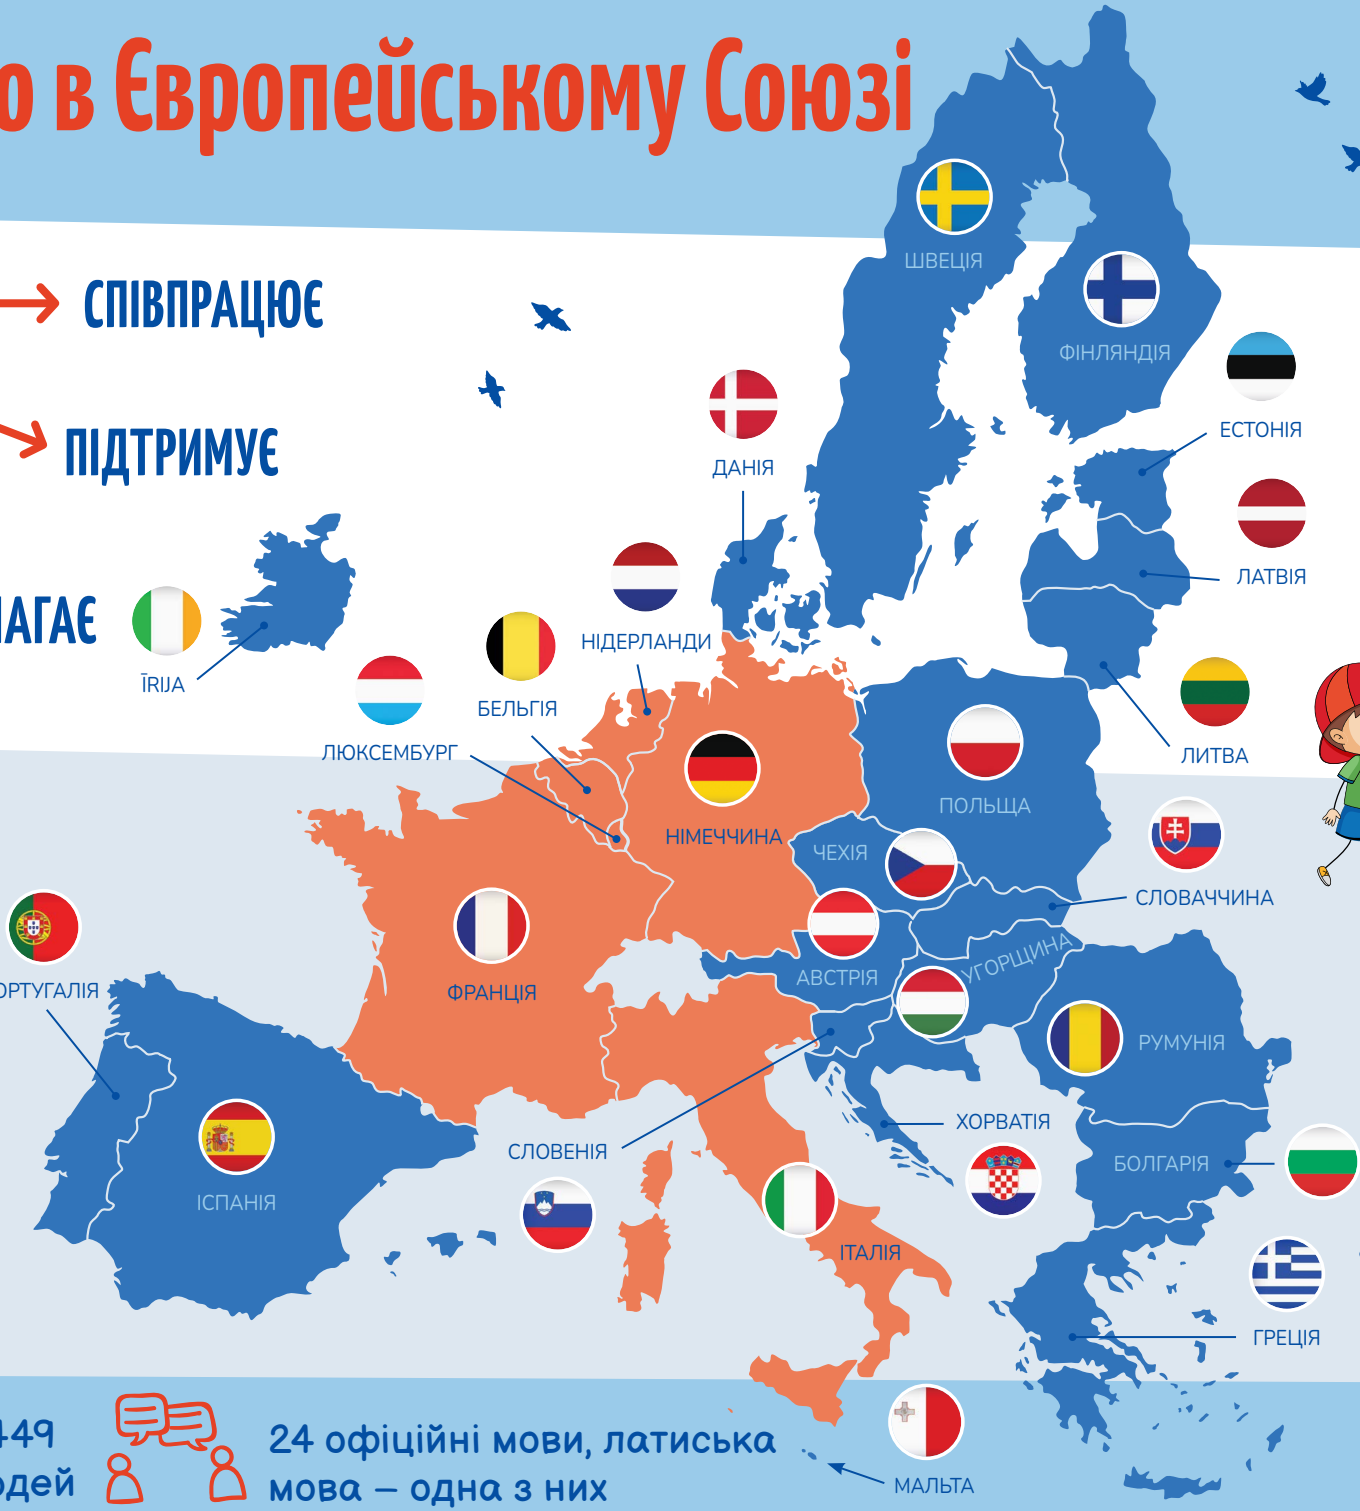 о в Європейському Союзі
СПІВПРАЦЮЄ
ПІДТРИМУЄ
АГАЄ
ШВЕЦІЯ
ФІНЛЯНДІЯ
ЕСТОНІЯ
ДАНІЯ
ЛАТВІЯ
НІДЕРЛАНДИ
ĪRIJA
БЕЛЬГІЯ
ЛЮКСЕМБУРГ
ЛИТВА
ПОЛЬЩА
НІМЕЧЧИНА
ЧЕХІЯ
СЛОВАЧЧИНА
УГОРЩИНА
АВСТРІЯ
ФРАНЦІЯ
ОРТУГАЛІЯ
РУМУНІЯ
ХОРВАТІЯ
СЛОВЕНІЯ
БОЛГАРІЯ
ІСПАНІЯ
ІТАЛІЯ
ГРЕЦІЯ
МАЛЬТА
449
одей
24 офіційні мови, латиська
мова – одна з них